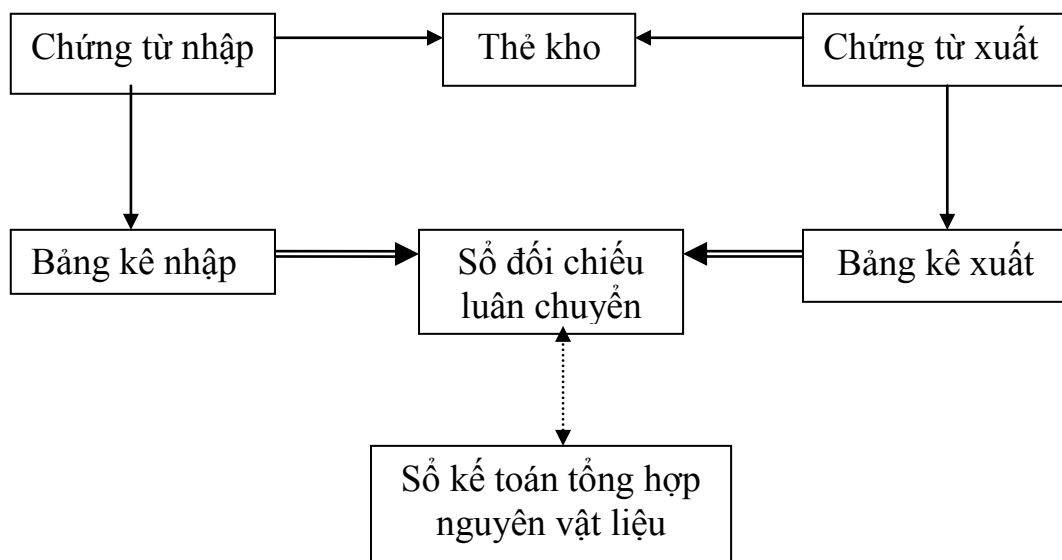 Chứng từ nhập
Thẻ kho
Chứng từ xuất
Bảng kê nhập
Sổ đối chiếu
luân chuyển
Bảng kê xuất
Sổ kế toán tổng hợp
nguyên vật liệu